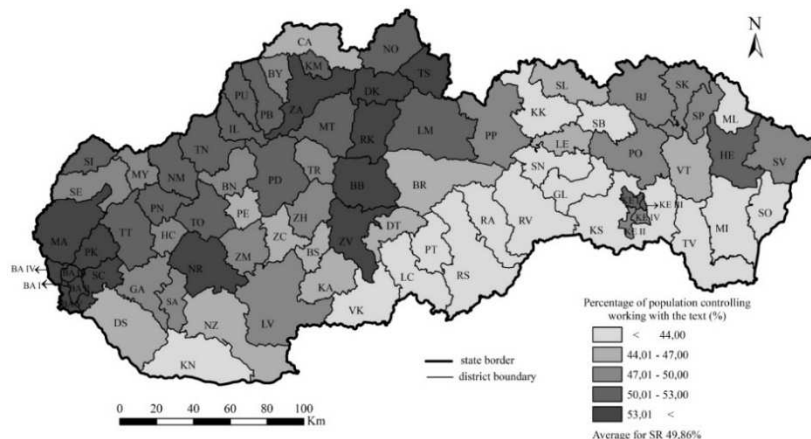 N
CA
NO
TS
KM
BY
PU
PB
ZA
DK
SL
BJ
SK
SP
ML
IL
MT
RK
LM
PP
KK
SB
LE
PO
HE
SV
VT
SI
TN
MY
SE
NM
BN
PD
TR
BB
BR
SN
GL
KS
KE III
KE IV
KE II
TV
MI
SO
PN
TO
PE
ZH
ZC
ZV
DT
RA
RV
MA
PK
TT
HC
BS
PT
BA IV
BA I
SC
NR
ZM
KA
LC
RS
GA
SA
VK
DS
NZ
LV
KN
Percentage of population controlling
working with the text (%)
< 44,00
44,01 - 47,00
47,01 - 50,00
50,01 - 53,00
53,01 <
Average for SR 49,86%
state border
district boundary
0 20 40 60 80 100
Km